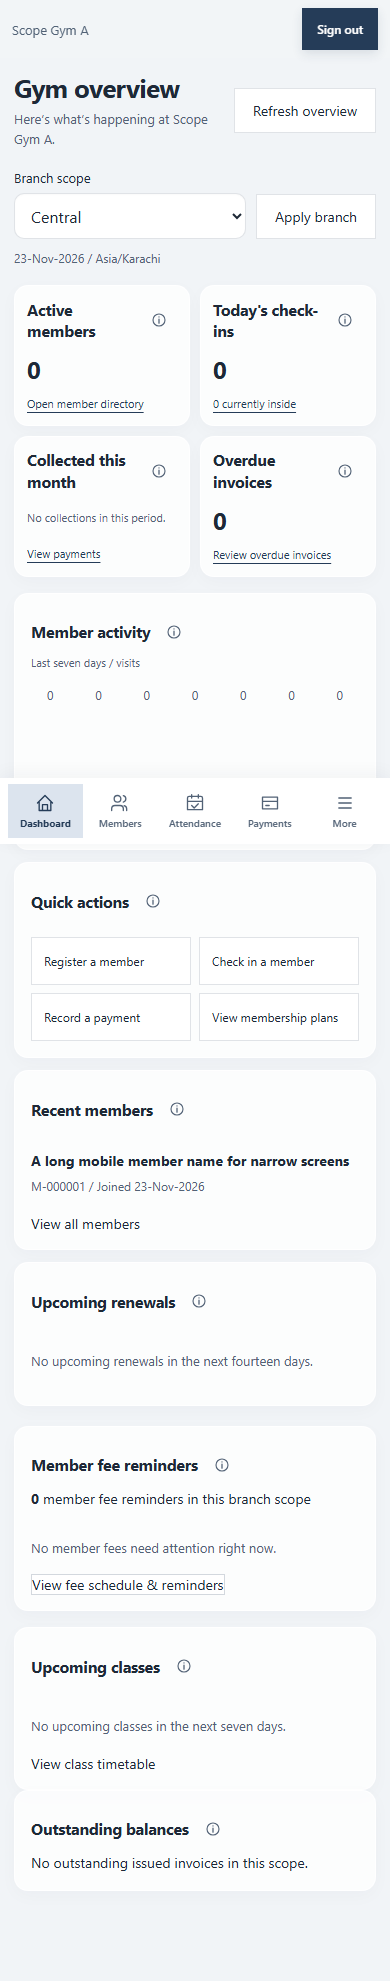 Scope Gym A
Sign out
Gym overview
Here's what's happening at Scope
Gym A.
Refresh overview
Branch scope
Central
Apply branch
23-Nov-2026 / Asia/Karachi
Active
members
0
Open member directory
Today's check-
ins
0
0 currently inside
Collected this
month
No collections in this period.
View payments
Overdue
invoices
0
Review overdue invoices
Member activity
Last seven days / visits
0 0 0 0 0 0 0
Dashboard
Members
Attendance
Payments
More
Quick actions
Register a member
Check in a member
Record a payment
View membership plans
Recent members
A long mobile member name for narrow screens
M-000001 / Joined 23-Nov-2026
View all members
Upcoming renewals
No upcoming renewals in the next fourteen days.
Member fee reminders
0 member fee reminders in this branch scope
No member fees need attention right now.
View fee schedule & reminders
Upcoming classes
No upcoming classes in the next seven days.
View class timetable
Outstanding balances
No outstanding issued invoices in this scope.